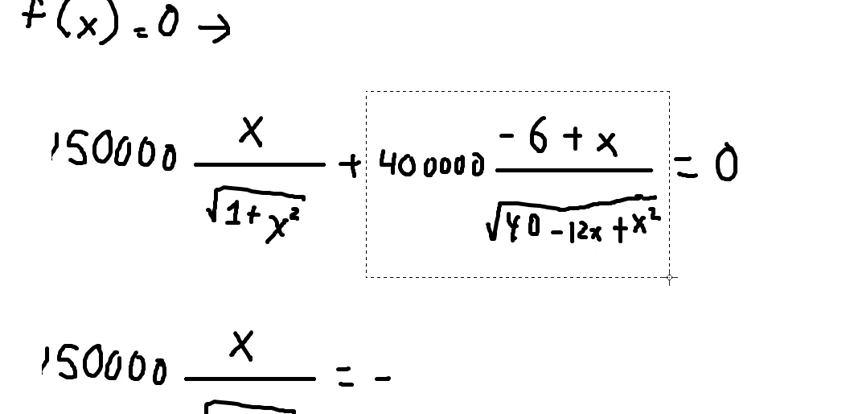 f(x) = 0 →
150000 x/√(1+x²) + 400000 (-6+x)/√(40-12x+x²) = 0
150000 x/√ = -